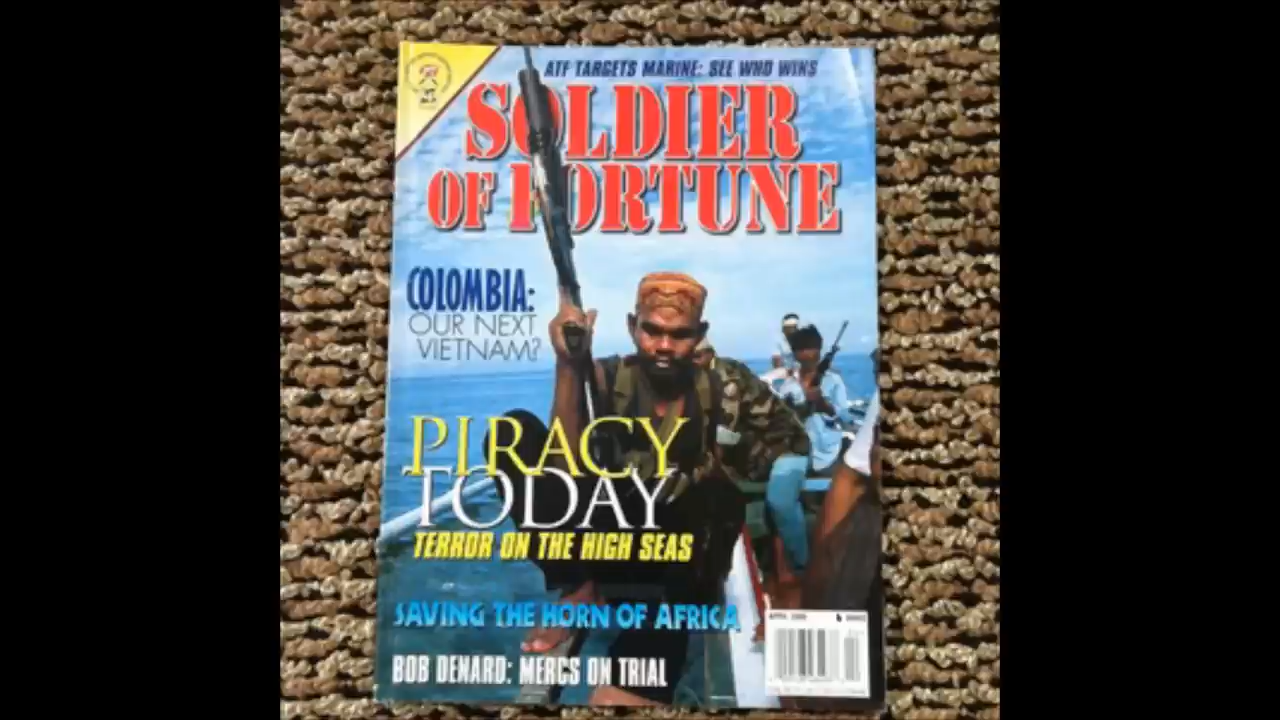 ATF TARGETS MARINE: SEE WHO WINS
SOLDIER
OF FORTUNE
COLOMBIA:
OUR NEXT
VIETNAM?
PIRACY
TODAY
TERROR ON THE HIGH SEAS
SAVING THE HORN OF AFRICA
BOB DENARD: MERCS ON TRIAL
APRIL